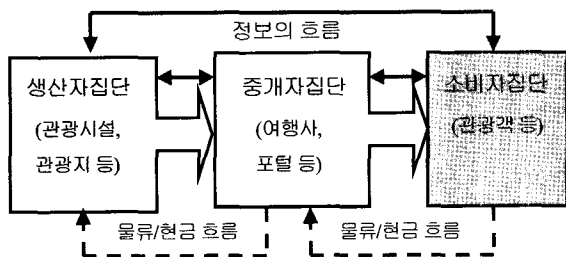 정보의 흐름
생산자집단
(관광시설,
관광지 등)
중개자집단
(여행사,
포털 등)
소비자집단
(관광객 등)
물류/현금 흐름
물류/현금 흐름